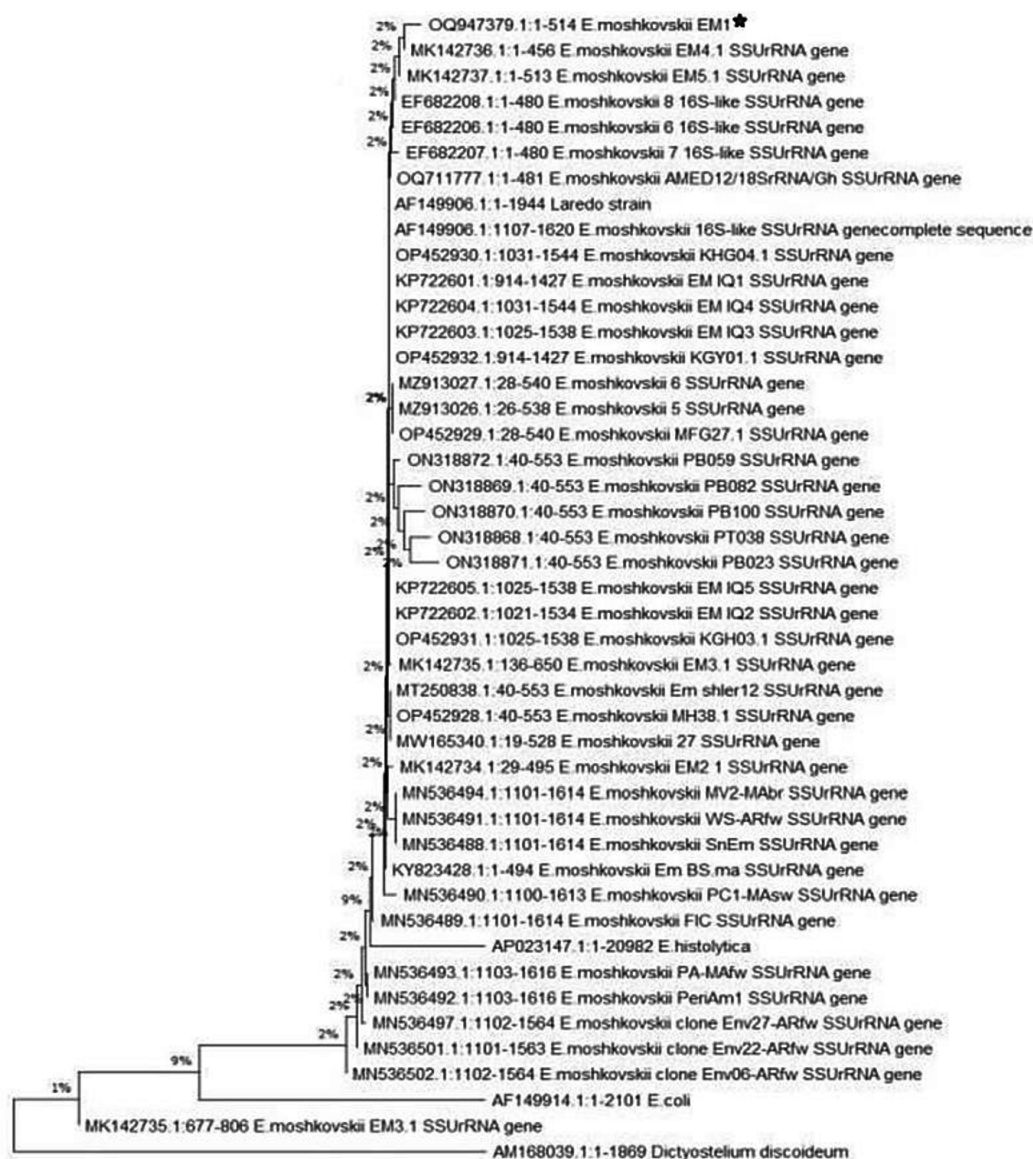 2% OQ947379.1:1-514 E.moshkovskii EM1★
2% MK142736.1:1-456 E.moshkovskii EM4.1 SSUrRNA gene
2% MK142737.1:1-513 E.moshkovskii EM5.1 SSUrRNA gene
2% EF682208.1:1-480 E.moshkovskii 8 16S-like SSUrRNA gene
2% EF682206.1:1-480 E.moshkovskii 6 16S-like SSUrRNA gene
2% EF682207.1:1-480 E.moshkovskii 7 16S-like SSUrRNA gene
OQ711777.1:1-481 E.moshkovskii AMED12/18SrRNA/Gh SSUrRNA gene
AF149906.1:1-1944 Laredo strain
AF149906.1:1107-1620 E.moshkovskii 16S-like SSUrRNA genecomplete sequence
OP452930.1:1031-1544 E.moshkovskii KHG04.1 SSUrRNA gene
KP722601.1:914-1427 E.moshkovskii EM IQ1 SSUrRNA gene
KP722604.1:1031-1544 E.moshkovskii EM IQ4 SSUrRNA gene
KP722603.1:1025-1538 E.moshkovskii EM IQ3 SSUrRNA gene
OP452932.1:914-1427 E.moshkovskii KGY01.1 SSUrRNA gene
2% MZ913027.1:28-540 E.moshkovskii 6 SSUrRNA gene
MZ913026.1:26-538 E.moshkovskii 5 SSUrRNA gene
OP452929.1:28-540 E.moshkovskii MFG27.1 SSUrRNA gene
ON318872.1:40-553 E.moshkovskii PB059 SSUrRNA gene
2% ON318869.1:40-553 E.moshkovskii PB082 SSUrRNA gene
2% ON318870.1:40-553 E.moshkovskii PB100 SSUrRNA gene
2% 2% ON318868.1:40-553 E.moshkovskii PT038 SSUrRNA gene
2% ON318871.1:40-553 E.moshkovskii PB023 SSUrRNA gene
KP722605.1:1025-1538 E.moshkovskii EM IQ5 SSUrRNA gene
KP722602.1:1021-1534 E.moshkovskii EM IQ2 SSUrRNA gene
OP452931.1:1025-1538 E.moshkovskii KGH03.1 SSUrRNA gene
2% MK142735.1:136-650 E.moshkovskii EM3.1 SSUrRNA gene
MT250838.1:40-553 E.moshkovskii Em shler12 SSUrRNA gene
OP452928.1:40-553 E.moshkovskii MH38.1 SSUrRNA gene
2% MW165340.1:19-528 E.moshkovskii 27 SSUrRNA gene
2% MK142734.1:29-495 E.moshkovskii EM2 1 SSUrRNA gene
MN536494.1:1101-1614 E.moshkovskii MV2-MAbr SSUrRNA gene
2% MN536491.1:1101-1614 E.moshkovskii WS-ARfw SSUrRNA gene
2% 2% MN536488.1:1101-1614 E.moshkovskii SnEm SSUrRNA gene
2% KY823428.1:1-494 E.moshkovskii Em BS.ma SSUrRNA gene
9% MN536490.1:1100-1613 E.moshkovskii PC1-MAsw SSUrRNA gene
MN536489.1:1101-1614 E.moshkovskii FIC SSUrRNA gene
2% AP023147.1:1-20982 E.histolytica
2% MN536493.1:1103-1616 E.moshkovskii PA-MAfw SSUrRNA gene
2% 2% MN536492.1:1103-1616 E.moshkovskii PeriAm1 SSUrRNA gene
MN536497.1:1102-1564 E.moshkovskii clone Env27-ARfw SSUrRNA gene
2% MN536501.1:1101-1563 E.moshkovskii clone Env22-ARfw SSUrRNA gene
9% MN536502.1:1102-1564 E.moshkovskii clone Env06-ARfw SSUrRNA gene
1% AF149914.1:1-2101 E.coli
MK142735.1:677-806 E.moshkovskii EM3.1 SSUrRNA gene
AM168039.1:1-1869 Dictyostelium discoideum